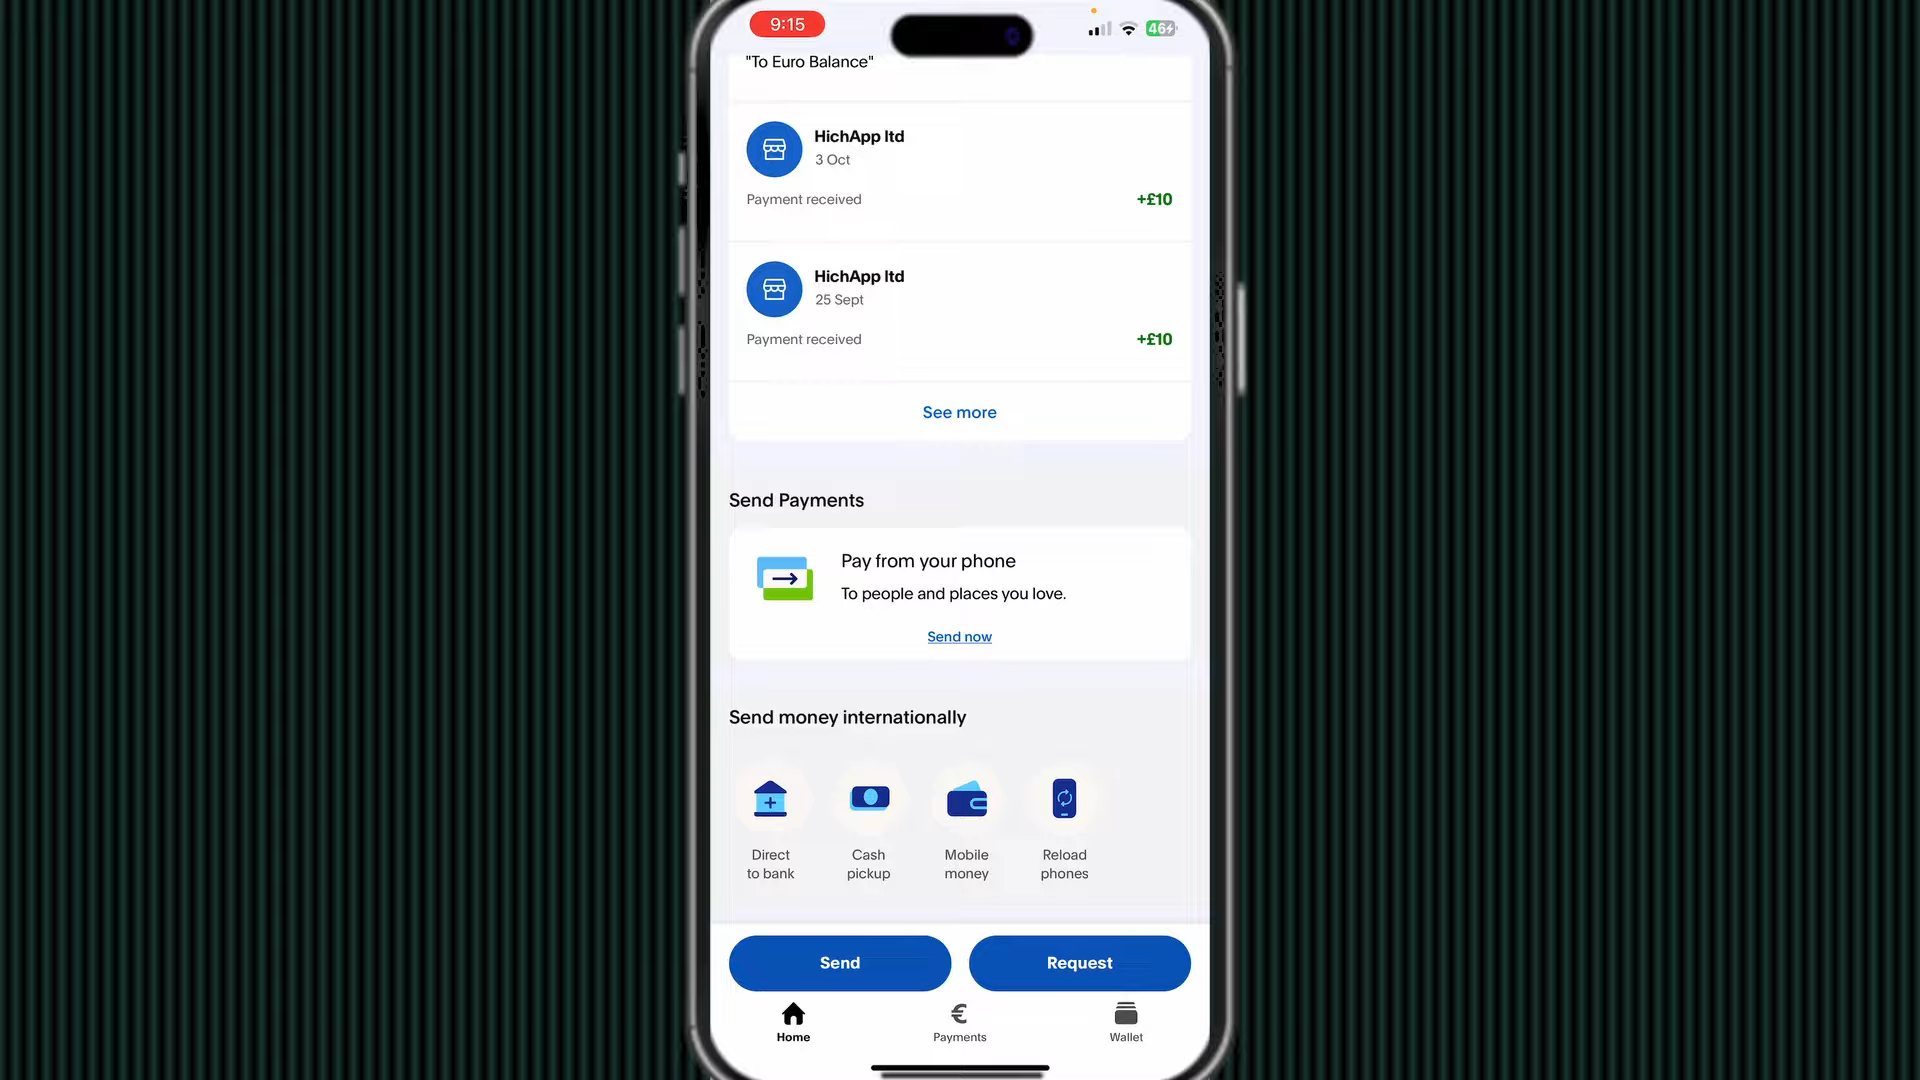 9:15
46
"To Euro Balance"
HichApp ltd
3 Oct
Payment received
+£10
HichApp ltd
25 Sept
Payment received
+£10
See more
Send Payments
Pay from your phone
To people and places you love.
Send now
Send money internationally
Direct
to bank
Cash
pickup
Mobile
money
Reload
phones
Send
Request
Home
€
Payments
Wallet